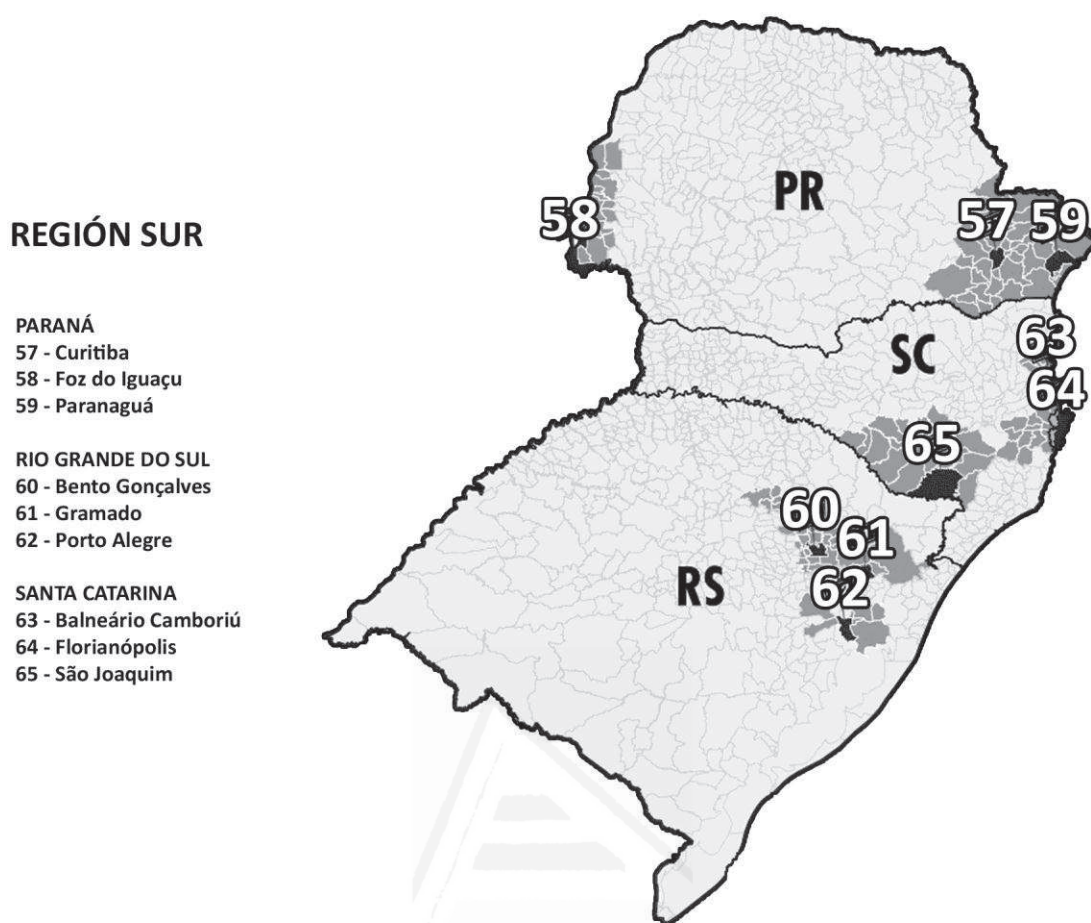 REGIÓN SUR
PARANÁ
57 - Curitiba
58 - Foz do Iguaçu
59 - Paranaguá
RIO GRANDE DO SUL
60 - Bento Gonçalves
61 - Gramado
62 - Porto Alegre
SANTA CATARINA
63 - Balneário Camboriú
64 - Florianópolis
65 - São Joaquim
PR
58
57
59
63
SC
64
65
60
61
62
RS